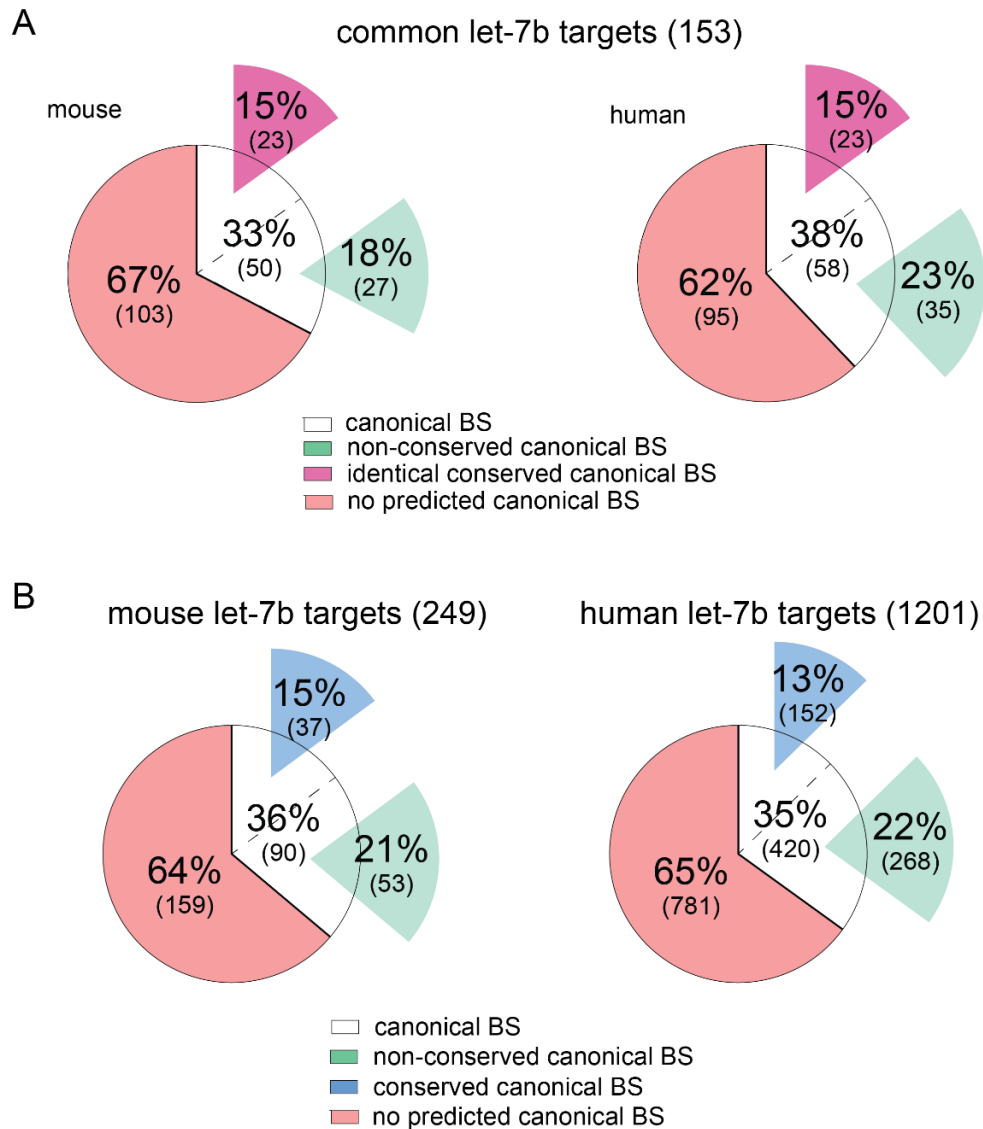 A
common let-7b targets (153)
mouse
15%
(23)
33%
(50)
18%
(27)
67%
(103)
human
15%
(23)
38%
(58)
23%
(35)
62%
(95)
canonical BS
non-conserved canonical BS
identical conserved canonical BS
no predicted canonical BS
B
mouse let-7b targets (249)
15%
(37)
36%
(90)
21%
(53)
64%
(159)
human let-7b targets (1201)
13%
(152)
35%
(420)
22%
(268)
65%
(781)
canonical BS
non-conserved canonical BS
conserved canonical BS
no predicted canonical BS